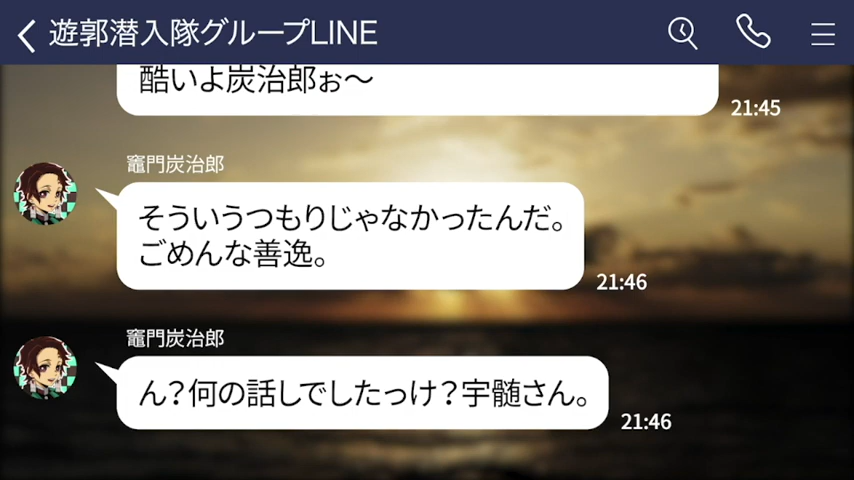 遊郭潜入隊グループLINE
酷いよ炭治郎ぉ〜
21:45
竈門炭治郎
そういうつもりじゃなかったんだ。
ごめんな善逸。
21:46
竈門炭治郎
ん？何の話しでしたっけ？宇髄さん。
21:46